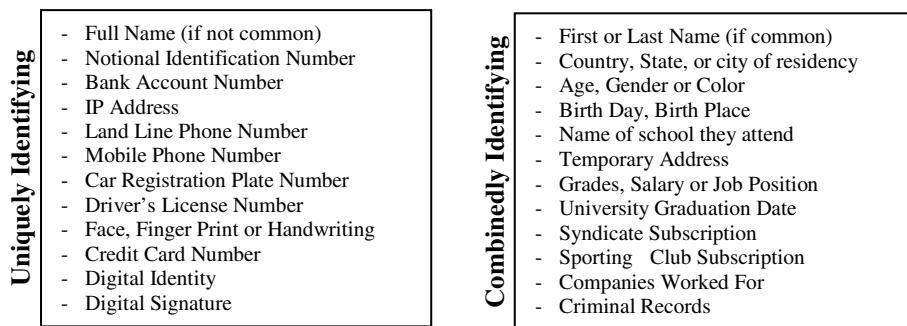 Uniquely Identifying
- Full Name (if not common)
- Notional Identification Number
- Bank Account Number
- IP Address
- Land Line Phone Number
- Mobile Phone Number
- Car Registration Plate Number
- Driver's License Number
- Face, Finger Print or Handwriting
- Credit Card Number
- Digital Identity
- Digital Signature
Combinedly Identifying
- First or Last Name (if common)
- Country, State, or city of residency
- Age, Gender or Color
- Birth Day, Birth Place
- Name of school they attend
- Temporary Address
- Grades, Salary or Job Position
- University Graduation Date
- Syndicate Subscription
- Sporting Club Subscription
- Companies Worked For
- Criminal Records